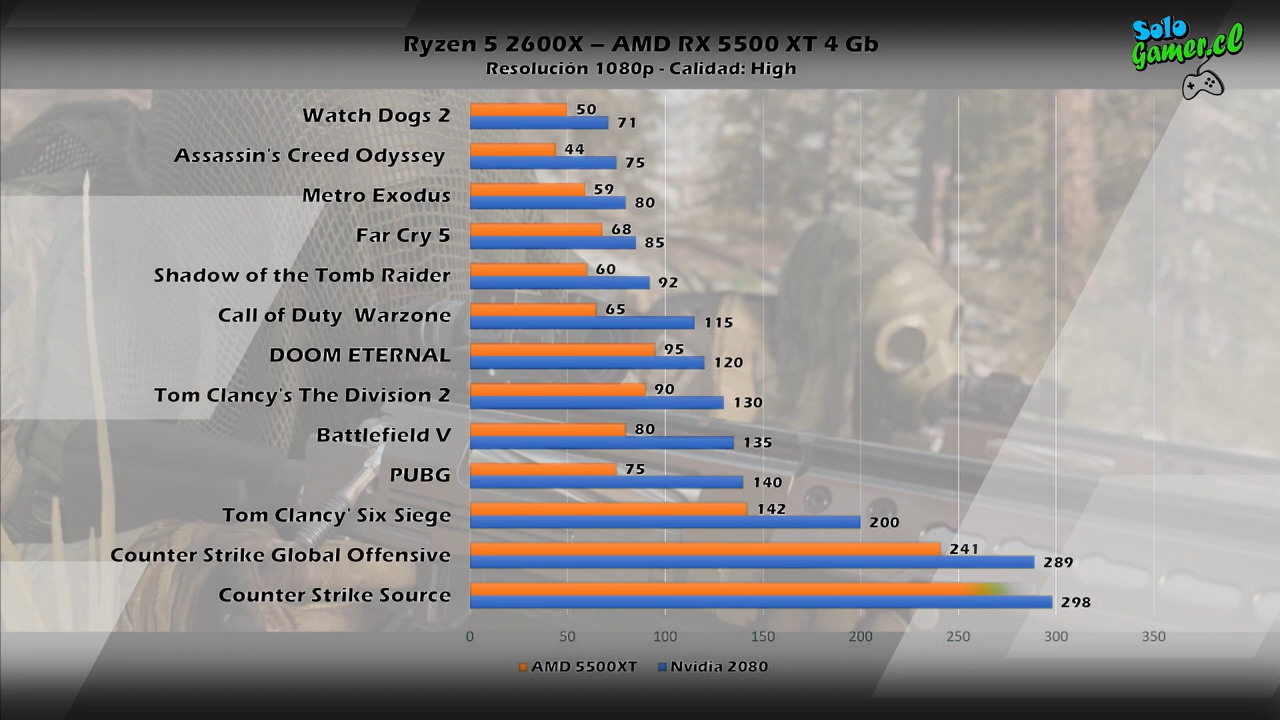 Ryzen 5 2600X – AMD RX 5500 XT 4 Gb
Resolución 1080p - Calidad: High
Solo
Gamer.cl
Watch Dogs 2 50 71
Assassin's Creed Odyssey 44 75
Metro Exodus 59 80
Far Cry 5 68 85
Shadow of the Tomb Raider 60 92
Call of Duty Warzone 65 115
DOOM ETERNAL 95 120
Tom Clancy's The Division 2 90 130
Battlefield V 80 135
PUBG 75 140
Tom Clancy' Six Siege 142 200
Counter Strike Global Offensive 241 289
Counter Strike Source 298
0 50 100 150 200 250 300 350
AMD 5500XT Nvidia 2080